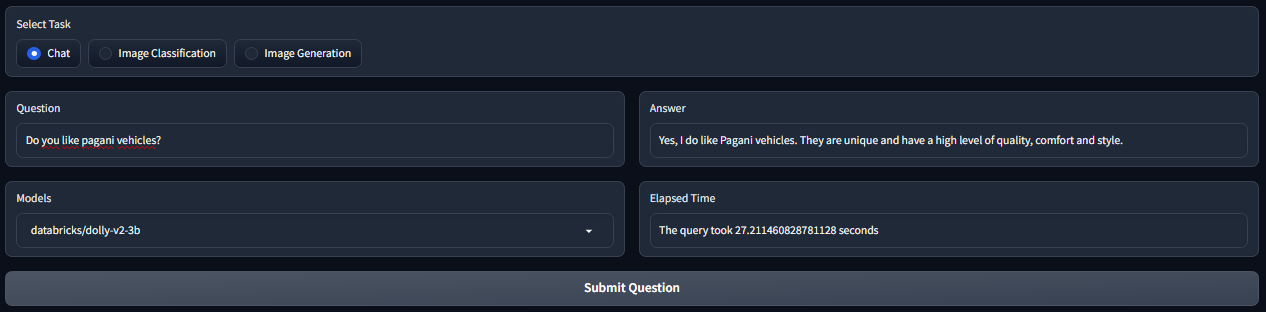 Select Task
Chat
Image Classification
Image Generation
Question
Do you like pagani vehicles?
Answer
Yes, I do like Pagani vehicles. They are unique and have a high level of quality, comfort and style.
Models
databricks/dolly-v2-3b
Elapsed Time
The query took 27.211460828781128 seconds
Submit Question